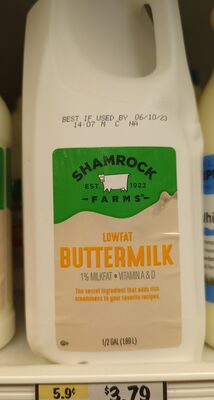 BEST IF USED BY 06/10/23
14:07 M C NA
SHAMROCK
EST. 1922
FARMS
LOWFAT
BUTTERMILK
1% MILKFAT • VITAMIN A & D
The secret ingredient that adds rich
creaminess to your favorite recipes.
1/2 GAL (1.89 L)
5.9¢
$3.79